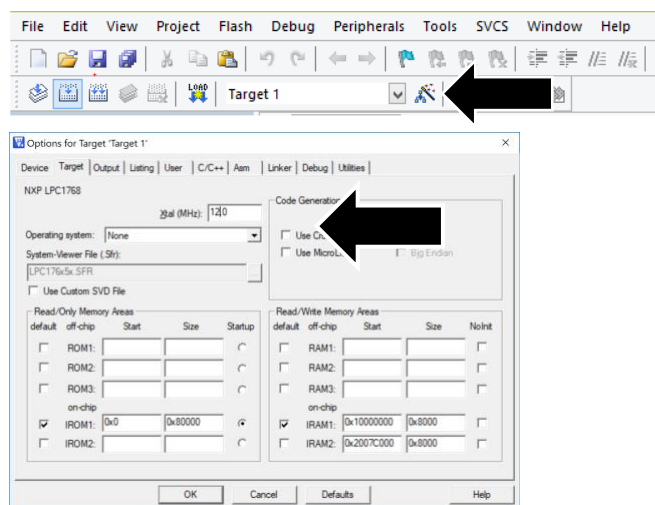 File Edit View Project Flash Debug Peripherals Tools SVCS Window Help
LOAD Target 1
Options for Target 'Target 1'
Device Target Output Listing User C/C++ Asm Linker Debug Utilities
NXP LPC1768
Xtal (MHz): 12.0
Operating system: None
System-Viewer File (.Sfr):
LPC176x5x.SFR
Use Custom SVD File
Code Generation
Use
Use
Big Endian
Read/Only Memory Areas
default off-chip Start Size Startup
ROM1:
ROM2:
ROM3:
on-chip
IROM1: 0x0 0x80000
IROM2:
Read/Write Memory Areas
default off-chip Start Size NoInit
RAM1:
RAM2:
RAM3:
on-chip
IRAM1: 0x10000000 0x8000
IRAM2: 0x2007C000 0x8000
OK Cancel Defaults Help